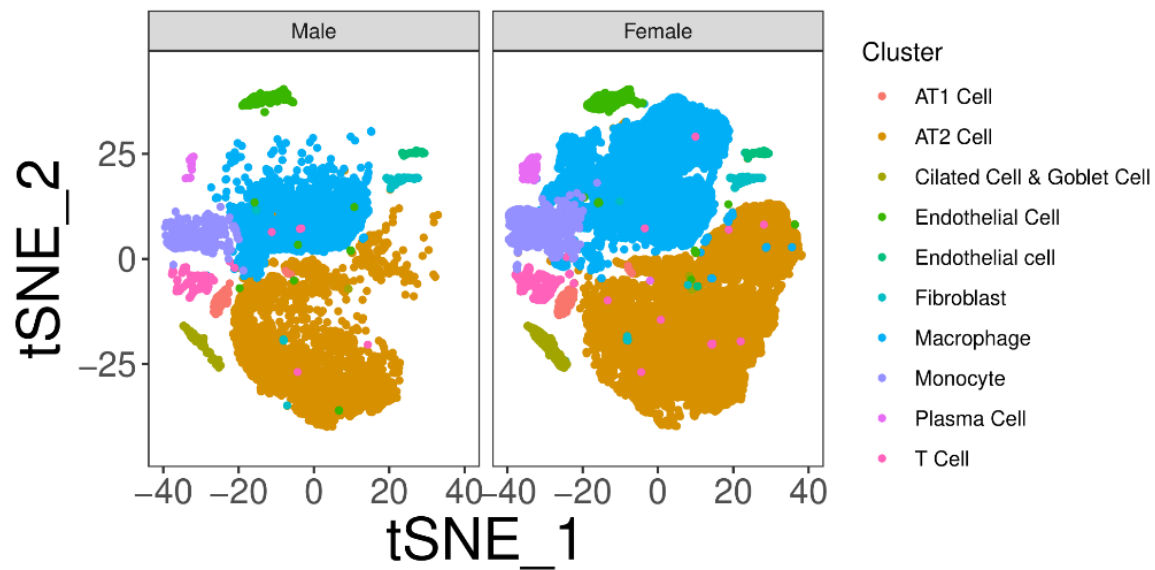 Male
Female
Cluster
AT1 Cell
AT2 Cell
Cilated Cell & Goblet Cell
Endothelial Cell
Endothelial cell
Fibroblast
Macrophage
Monocyte
Plasma Cell
T Cell
tSNE_2
25
0
−25
−40 −20 0 20 40
−40 −20 0 20 40
tSNE_1